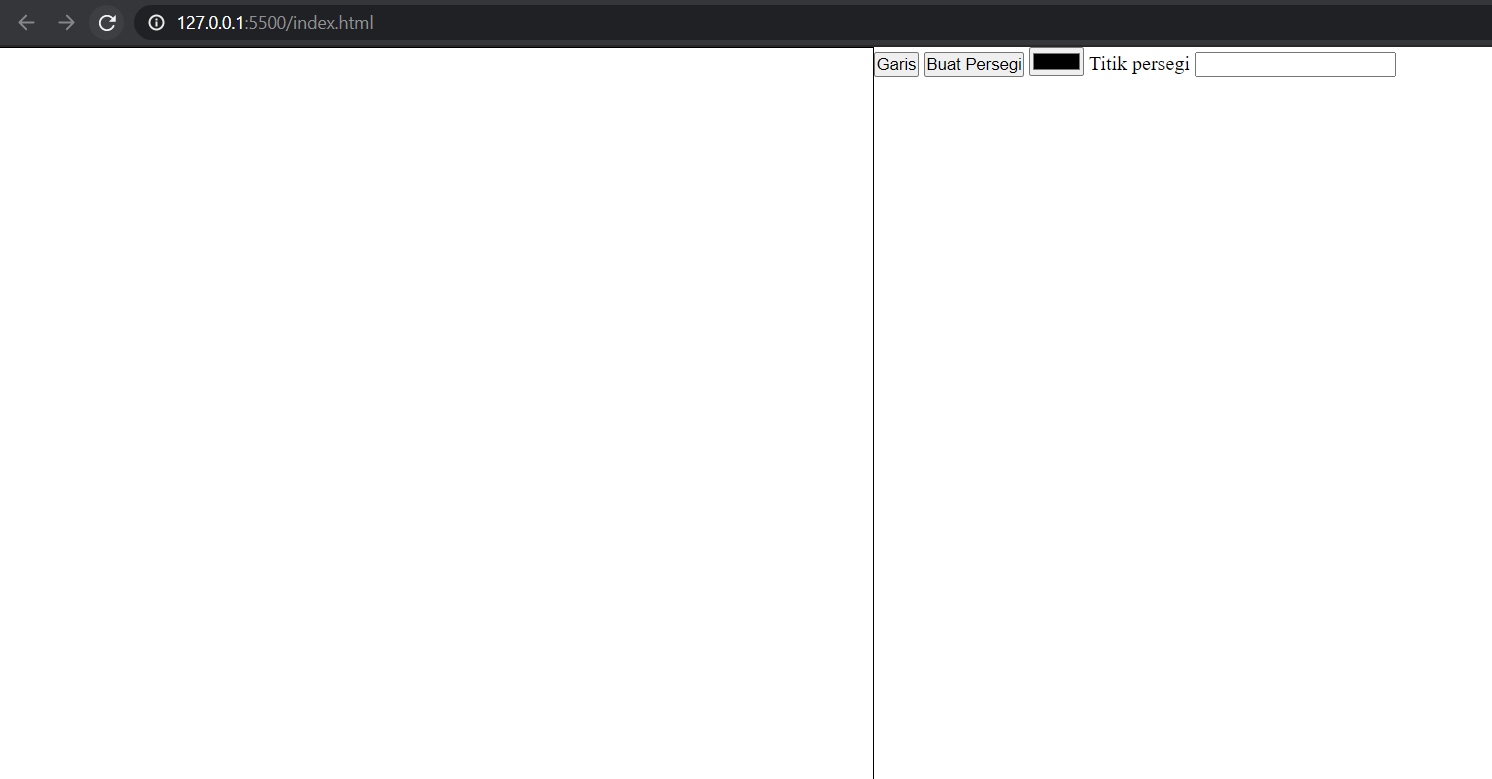 127.0.0.1:5500/index.html
Garis Buat Persegi Titik persegi